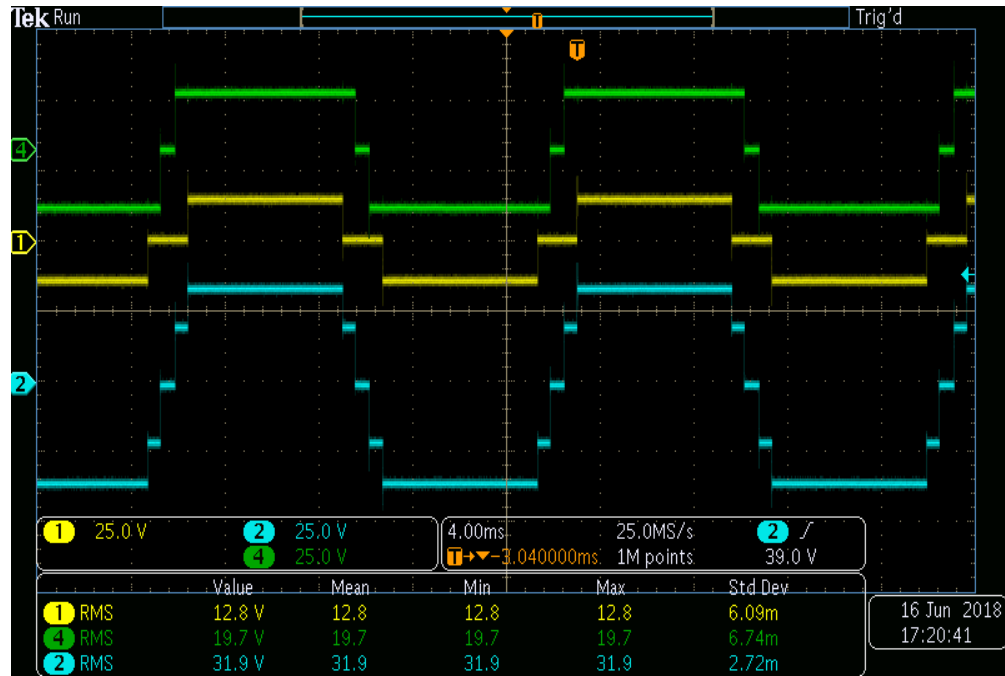 Tek Run Trig'd
T
T
4
1
2
1 25.0 V 2 25.0 V
4 25.0 V
4.00ms 25.0MS/s 2
T→▼-3.040000ms 1M points 39.0 V
Value Mean Min Max Std Dev
1 RMS 12.8 V 12.8 12.8 12.8 6.09m
4 RMS 19.7 V 19.7 19.7 19.7 6.74m
2 RMS 31.9 V 31.9 31.9 31.9 2.72m
16 Jun 2018
17:20:41